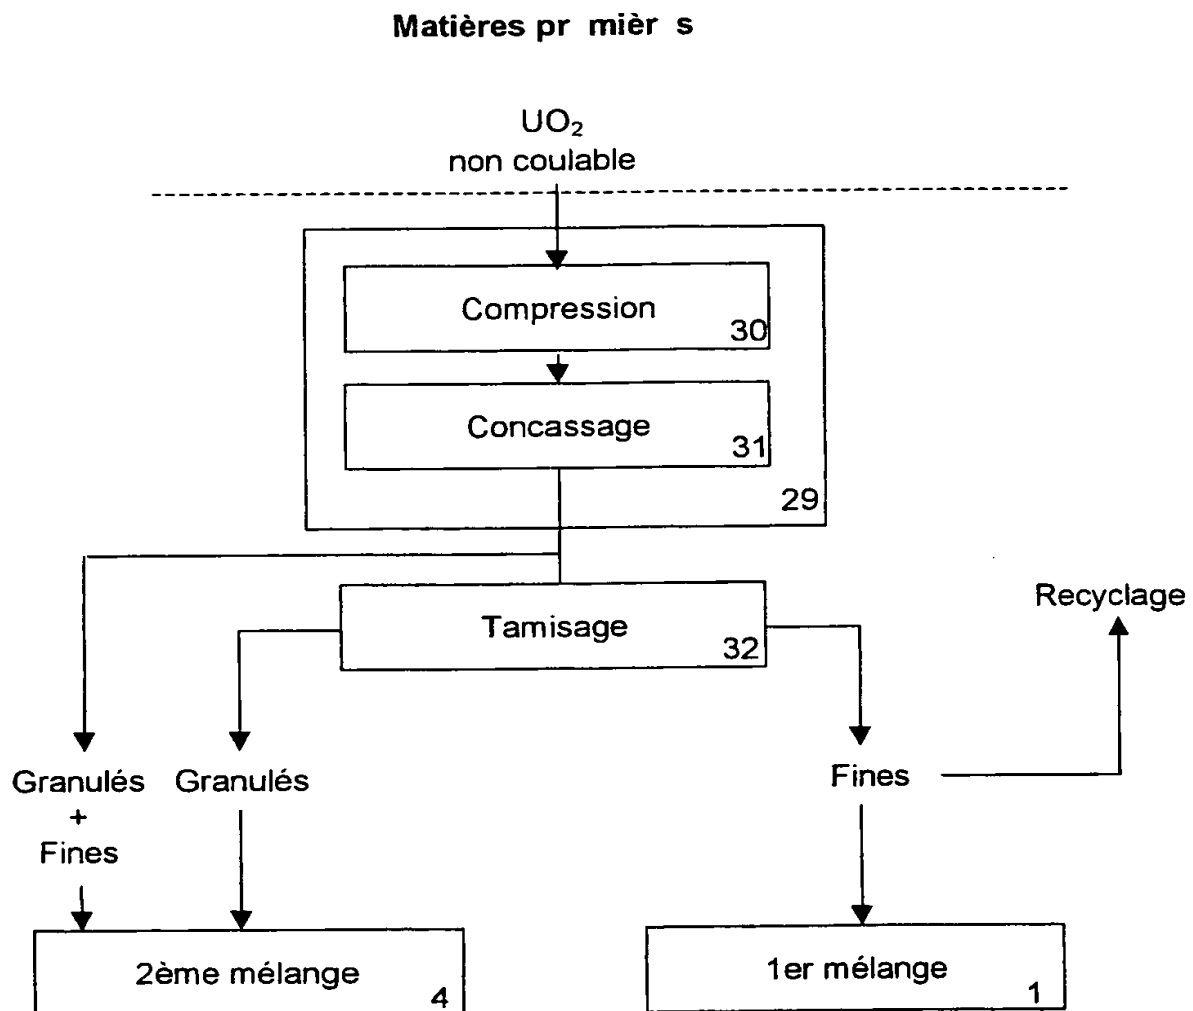 Matières pr mièr s
UO₂
non coulable
Compression
30
Concassage
31
29
Tamisage
32
Recyclage
Granulés
+
Fines
Granulés
Fines
2ème mélange
4
1er mélange
1